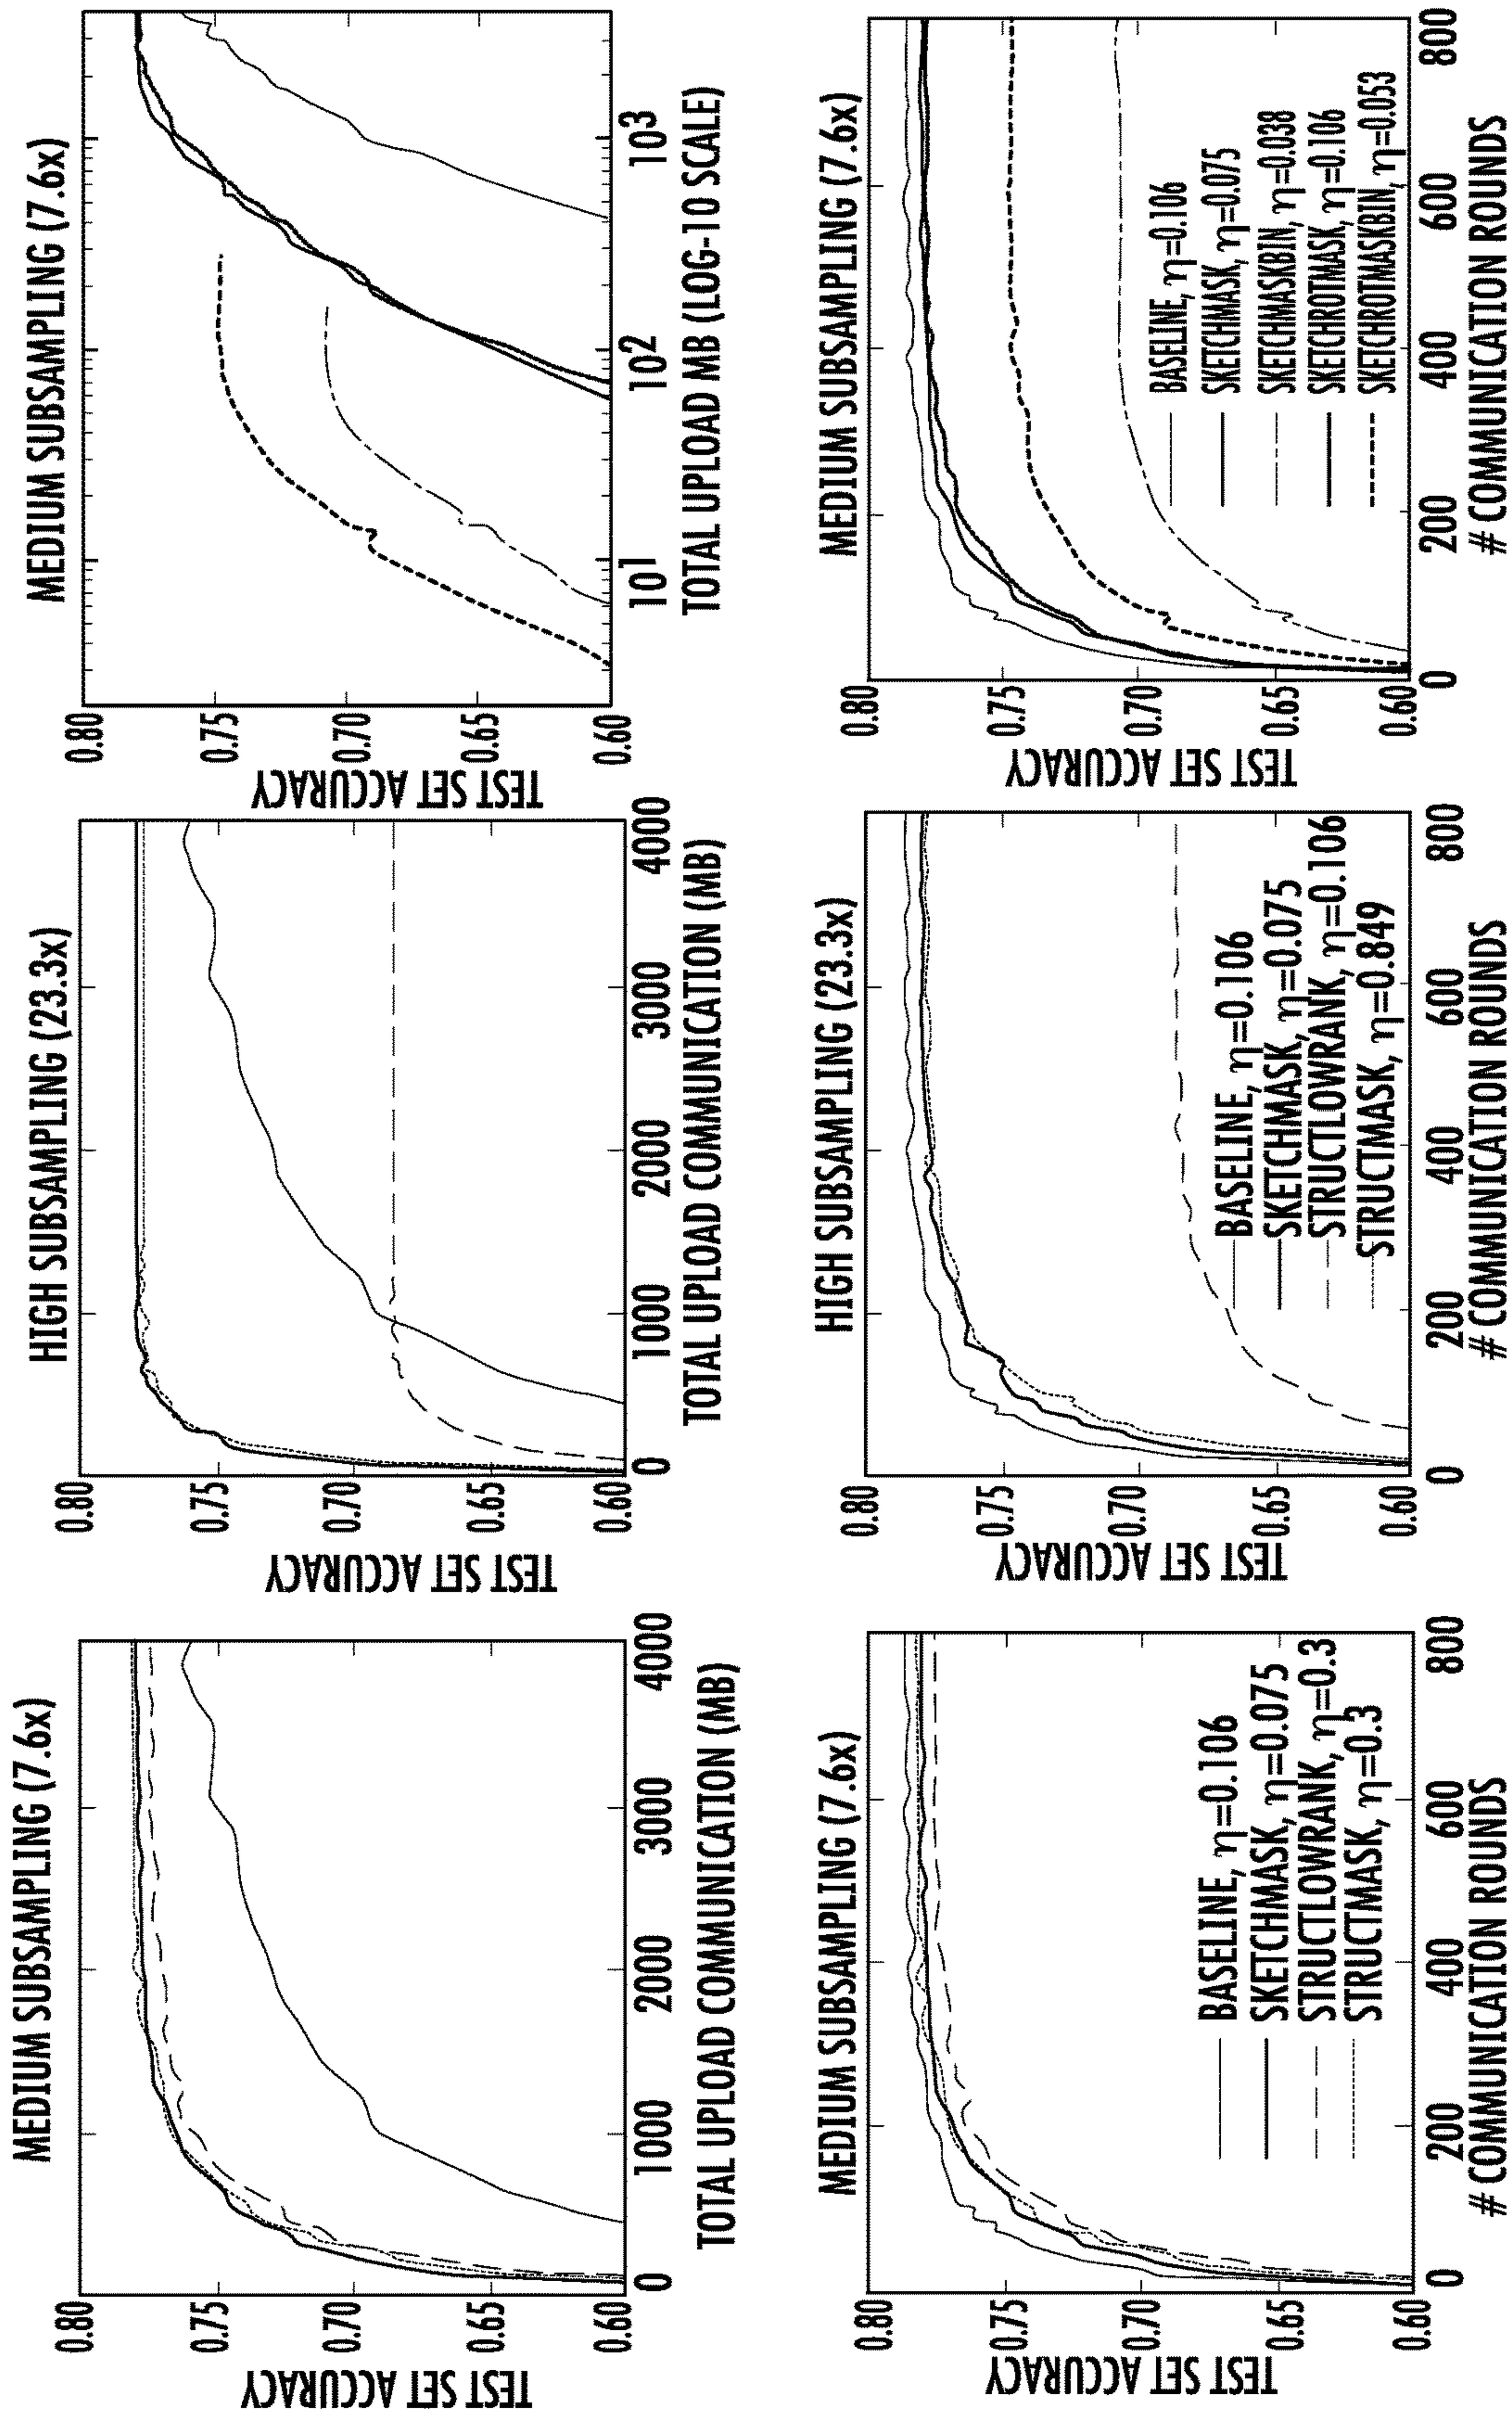 MEDIUM SUBSAMPLING (7.6x)
TEST SET ACCURACY
0.80
0.75
0.70
0.65
0.60
0
1000
2000
3000
4000
TOTAL UPLOAD COMMUNICATION (MB)
HIGH SUBSAMPLING (23.3x)
TEST SET ACCURACY
0.80
0.75
0.70
0.65
0.60
0
1000
2000
3000
4000
TOTAL UPLOAD COMMUNICATION (MB)
MEDIUM SUBSAMPLING (7.6x)
TEST SET ACCURACY
0.80
0.75
0.70
0.65
0.60
10¹
10²
10³
TOTAL UPLOAD MB (LOG-10 SCALE)
MEDIUM SUBSAMPLING (7.6x)
TEST SET ACCURACY
0.80
0.75
0.70
0.65
0.60
BASELINE, η=0.106
SKETCHMASK, η=0.075
STRUCTLOWRANK, η=0.3
STRUCTMASK, η=0.3
0
200
400
600
800
# COMMUNICATION ROUNDS
HIGH SUBSAMPLING (23.3x)
TEST SET ACCURACY
0.80
0.75
0.70
0.65
0.60
BASELINE, η=0.106
SKETCHMASK, η=0.075
STRUCTLOWRANK, η=0.106
STRUCTMASK, η=0.849
0
200
400
600
800
# COMMUNICATION ROUNDS
MEDIUM SUBSAMPLING (7.6x)
TEST SET ACCURACY
0.80
0.75
0.70
0.65
0.60
BASELINE, η=0.106
SKETCHMASK, η=0.075
SKETCHMASKBIN, η=0.038
SKETCHROTMASK, η=0.106
SKETCHROTMASKBIN, η=0.053
0
200
400
600
800
# COMMUNICATION ROUNDS